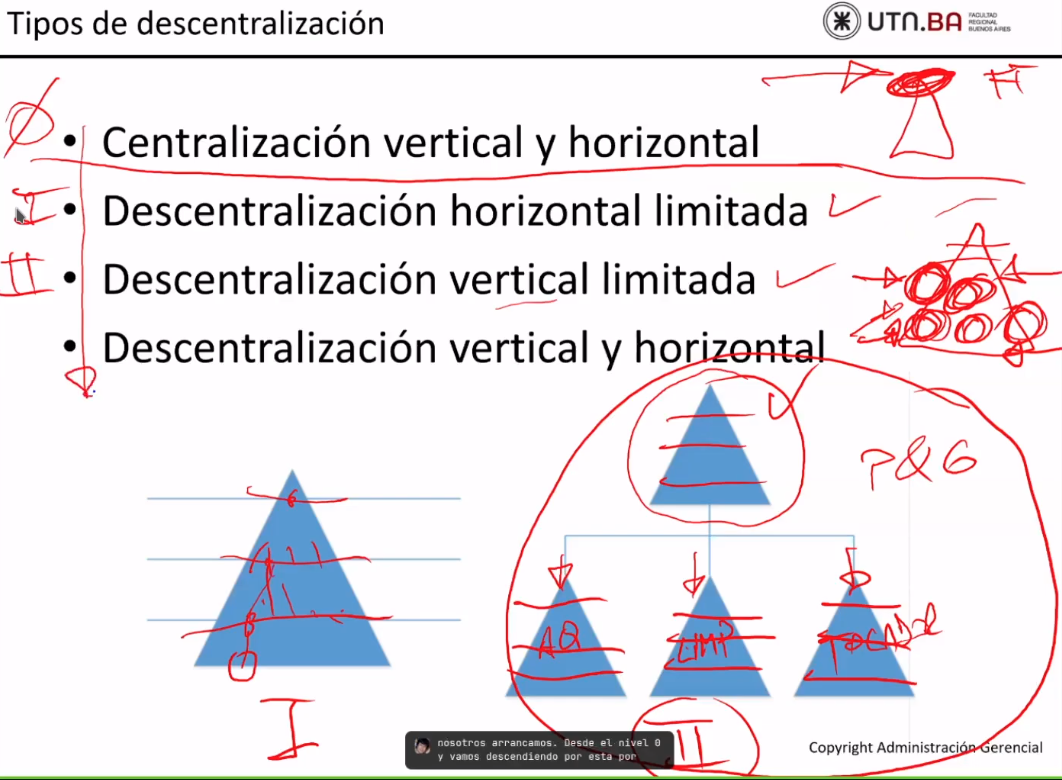 Tipos de descentralización
UTN.BA
FACULTAD
REGIONAL
BUENOS AIRES
Ø
• Centralización vertical y horizontal
I • Descentralización horizontal limitada
II • Descentralización vertical limitada
• Descentralización vertical y horizontal
P&G
AQ
LIMP
TOCAD
I
II
nosotros arrancamos. Desde el nivel 0
y vamos descendiendo por esta por
Copyright Administración Gerencial